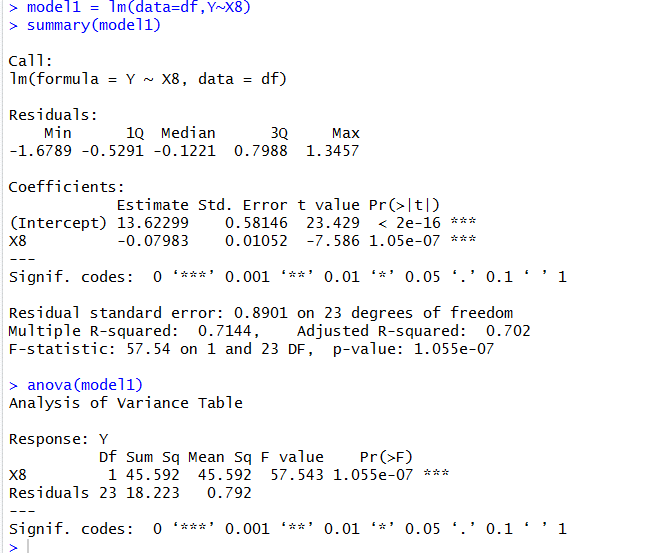 > model1 = lm(data=df,Y~X8)
> summary(model1)
Call:
lm(formula = Y ~ X8, data = df)
Residuals:
    Min      1Q  Median      3Q     Max
-1.6789 -0.5291 -0.1221  0.7988  1.3457
Coefficients:
            Estimate Std. Error t value Pr(>|t|)
(Intercept) 13.62299    0.58146  23.429  < 2e-16 ***
X8          -0.07983    0.01052  -7.586 1.05e-07 ***
---
Signif. codes:  0 ‘***’ 0.001 ‘**’ 0.01 ‘*’ 0.05 ‘.’ 0.1 ‘ ’ 1
Residual standard error: 0.8901 on 23 degrees of freedom
Multiple R-squared:  0.7144,    Adjusted R-squared:  0.702
F-statistic: 57.54 on 1 and 23 DF,  p-value: 1.055e-07
> anova(model1)
Analysis of Variance Table
Response: Y
          Df Sum Sq Mean Sq F value    Pr(>F)
X8         1 45.592  45.592  57.543 1.055e-07 ***
Residuals 23 18.223   0.792
---
Signif. codes:  0 ‘***’ 0.001 ‘**’ 0.01 ‘*’ 0.05 ‘.’ 0.1 ‘ ’ 1
>